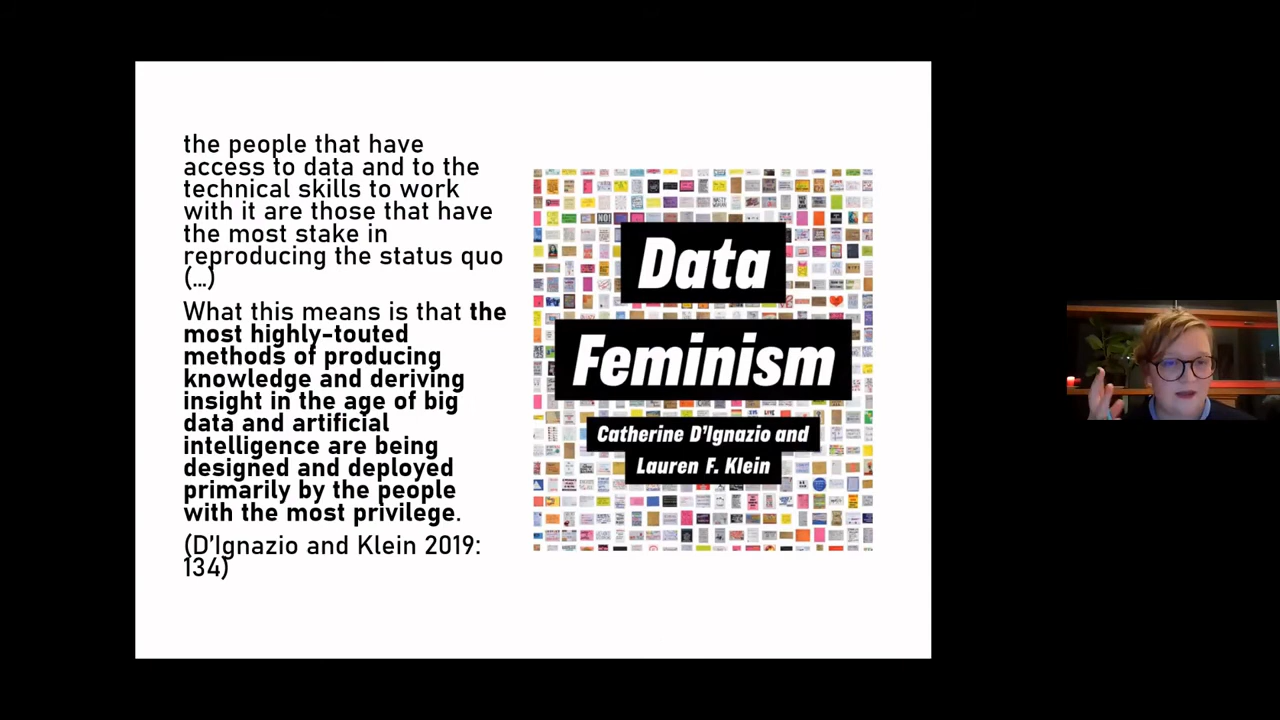 the people that have
access to data and to the
technical skills to work
with it are those that have
the most stake in
reproducing the status quo
(...)
What this means is that the
most highly-touted
methods of producing
knowledge and deriving
insight in the age of big
data and artificial
intelligence are being
designed and deployed
primarily by the people
with the most privilege.
(D'Ignazio and Klein 2019:
134)
NO!
Data
Feminism
Catherine D'Ignazio and
Lauren F. Klein